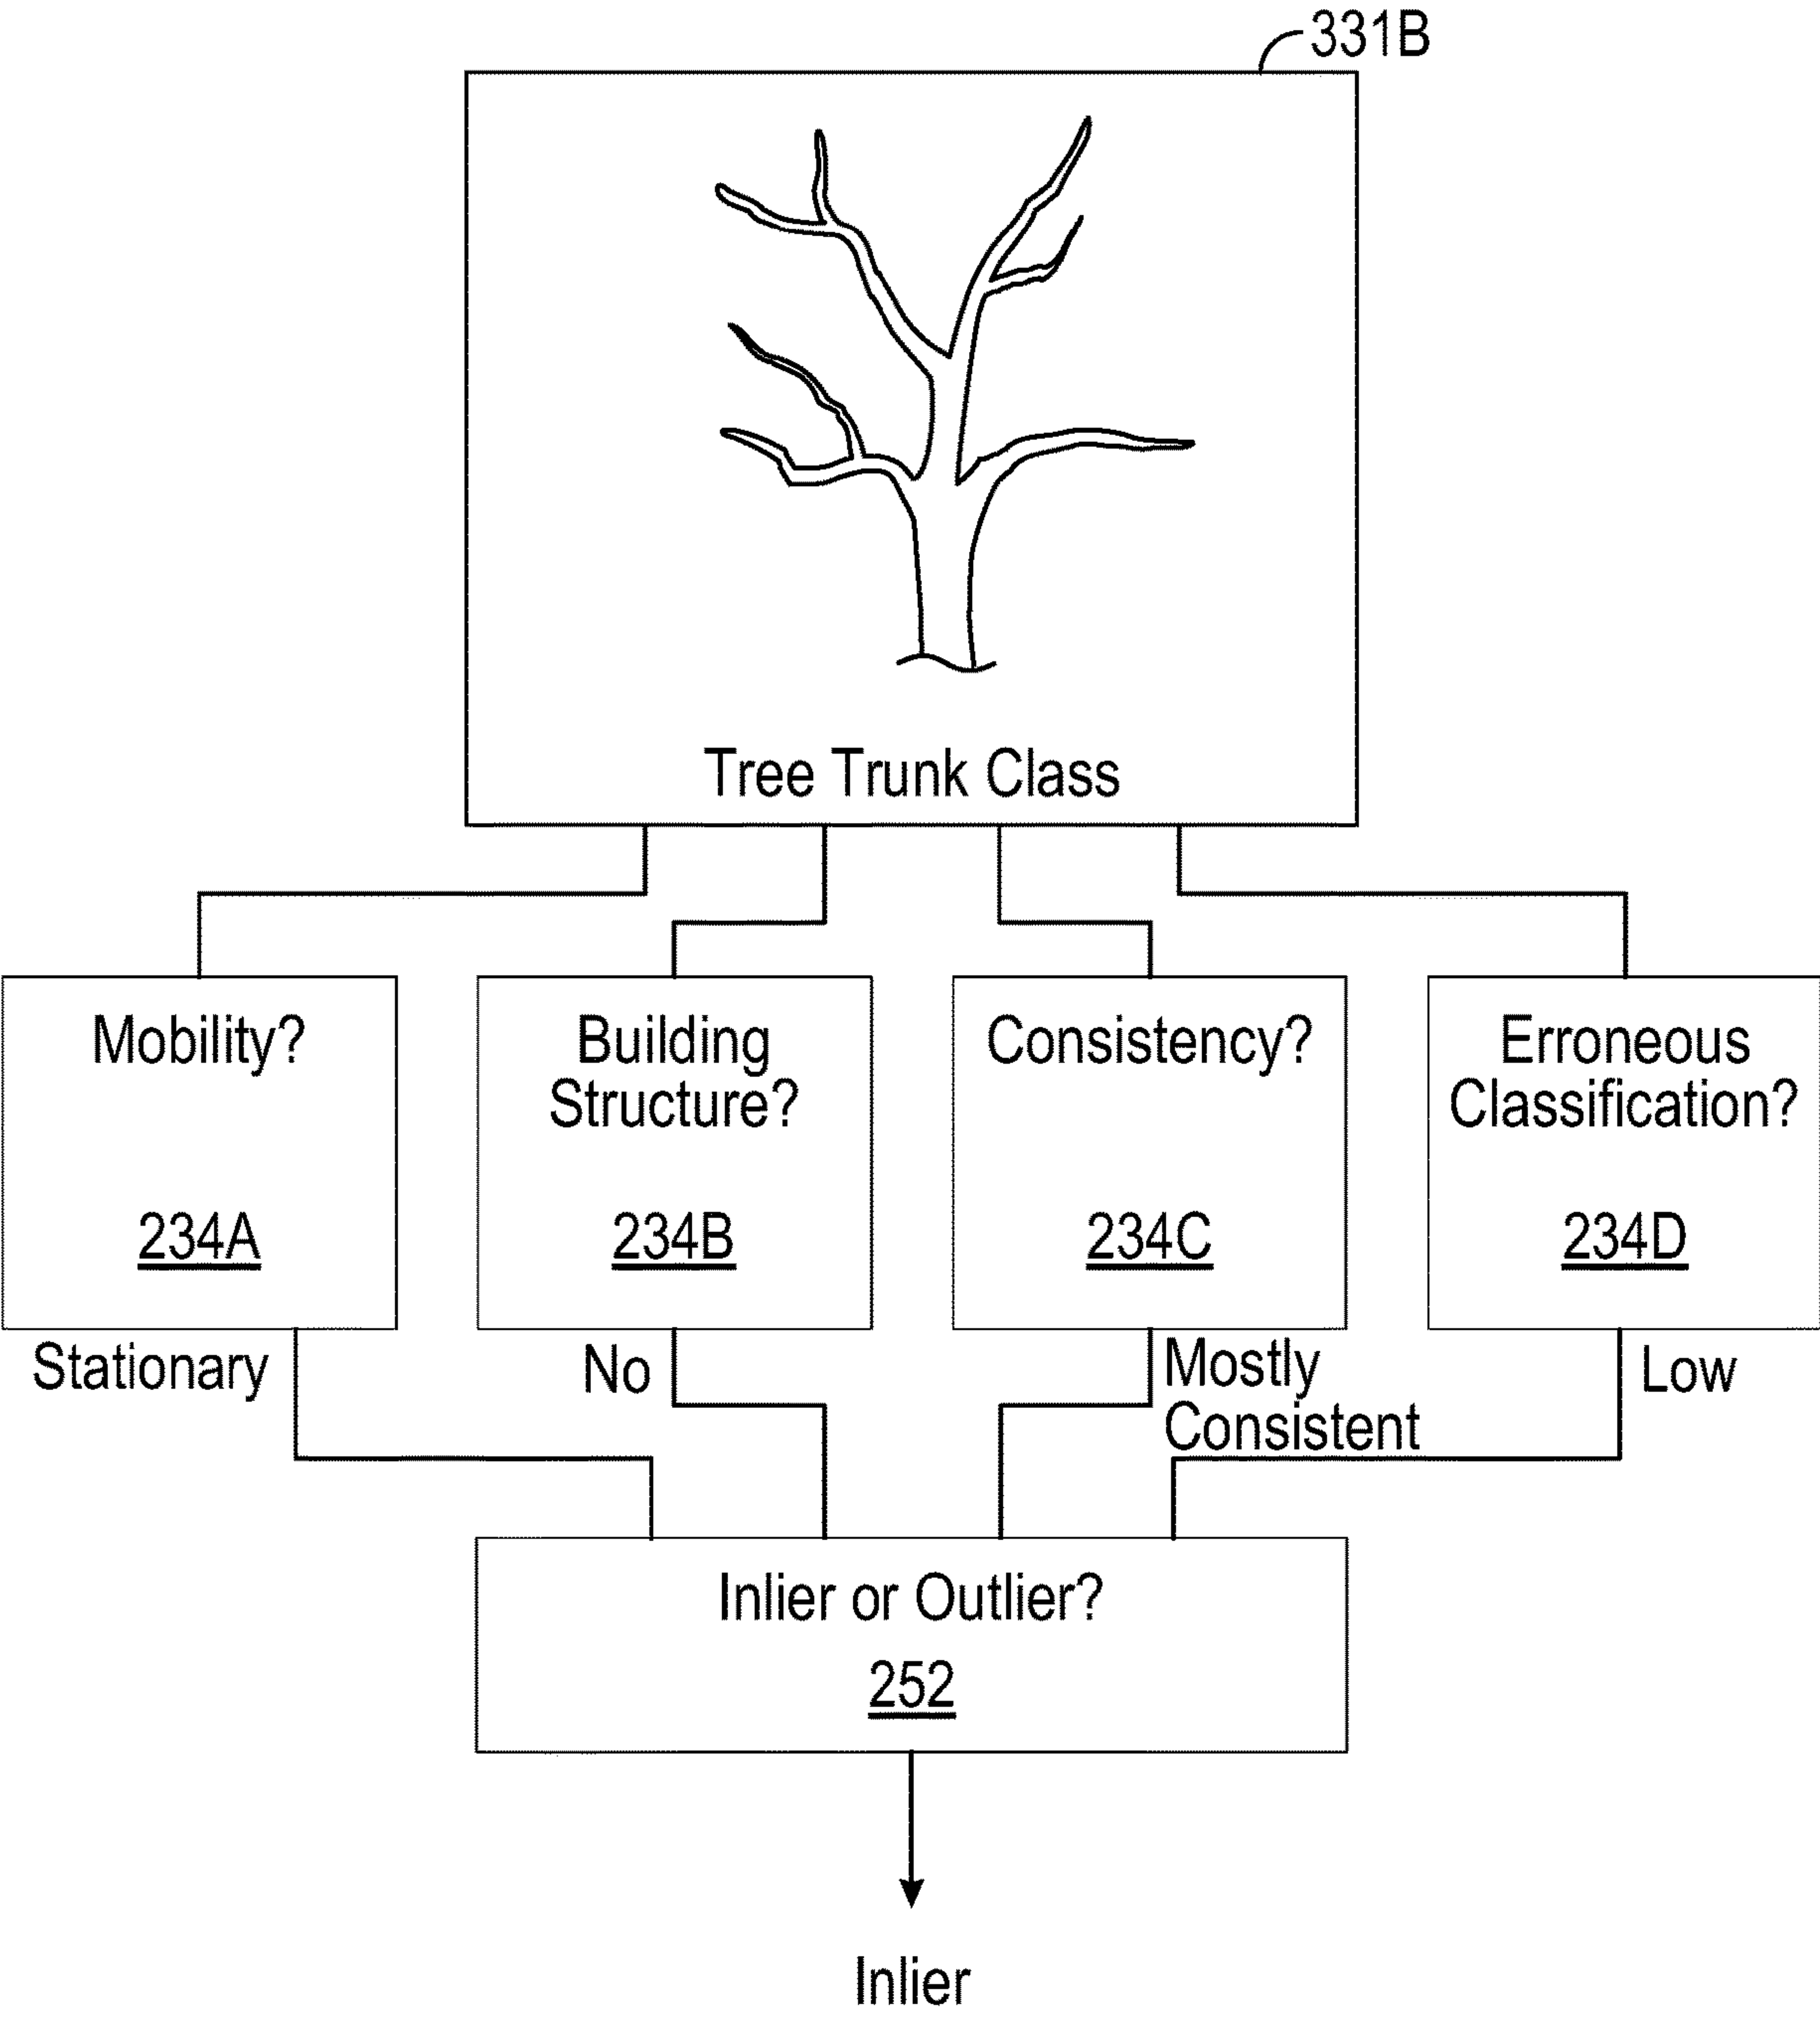 331B
Tree Trunk Class
Mobility?
234A
Building
Structure?
234B
Consistency?
234C
Erroneous
Classification?
234D
Stationary
No
Mostly
Consistent
Low
Inlier or Outlier?
252
Inlier